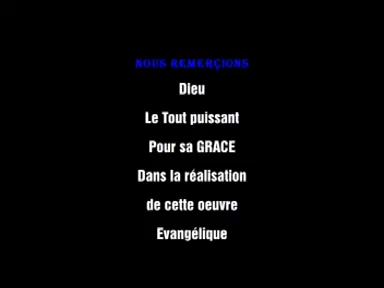 NOUS REMERÇIONS
Dieu
Le Tout puissant
Pour sa GRACE
Dans la réalisation
de cette oeuvre
Evangélique